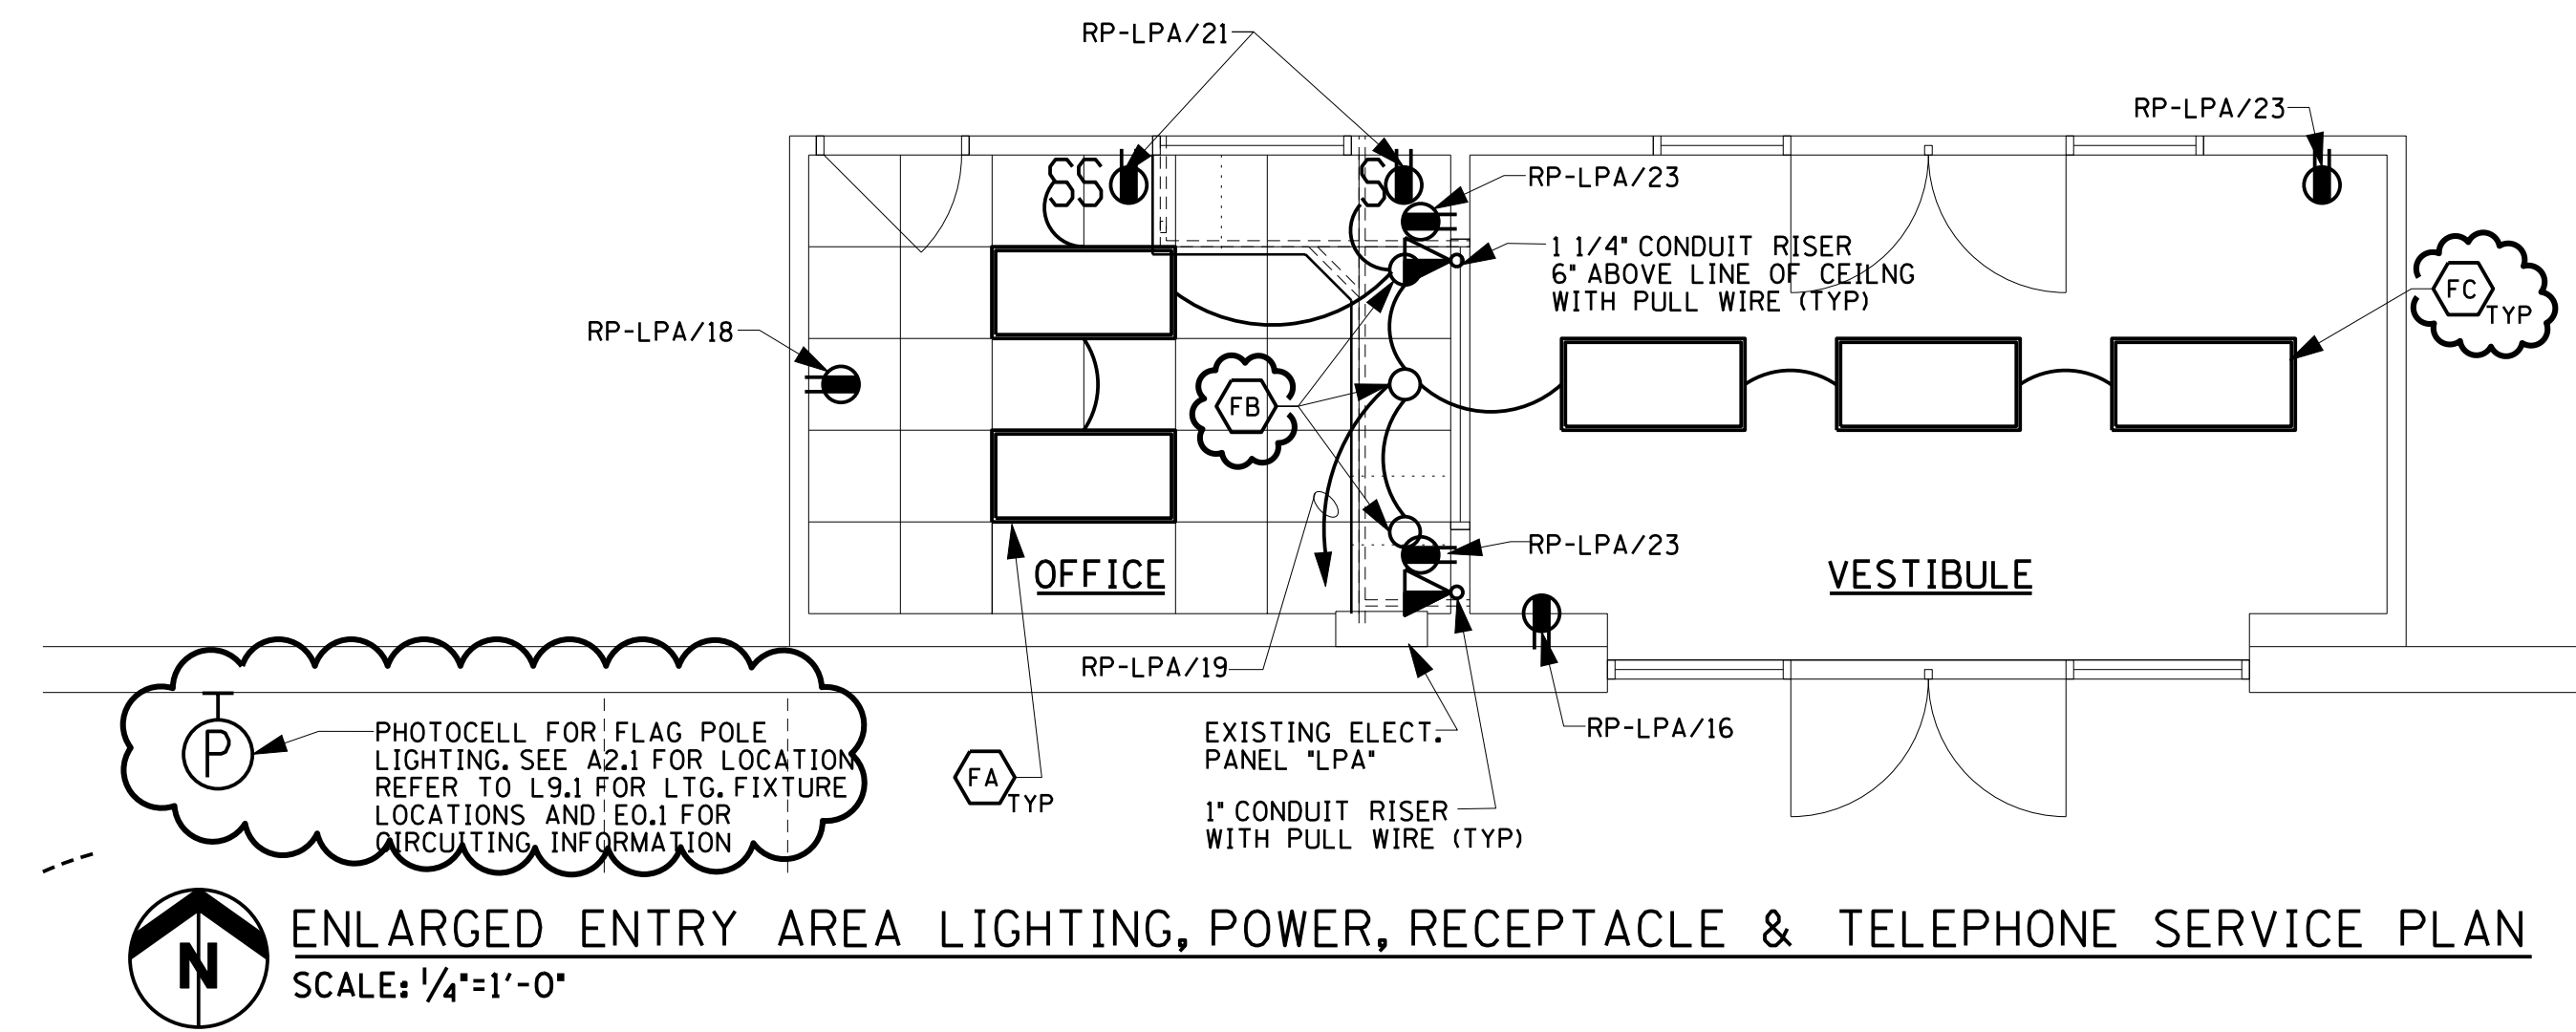 RP-LPA/21
RP-LPA/23
SS
S
RP-LPA/23
1 1/4" CONDUIT RISER
6" ABOVE LINE OF CEILNG
WITH PULL WIRE (TYP)
FC
TYP
RP-LPA/18
FB
RP-LPA/23
OFFICE
VESTIBULE
RP-LPA/19
P
PHOTOCELL FOR FLAG POLE
LIGHTING. SEE A2.1 FOR LOCATION
REFER TO L9.1 FOR LTG. FIXTURE
LOCATIONS AND EO.1 FOR
CIRCUITING INFORMATION
FA
TYP
EXISTING ELECT.
PANEL "LPA"
RP-LPA/16
1" CONDUIT RISER
WITH PULL WIRE (TYP)
N
ENLARGED ENTRY AREA LIGHTING, POWER, RECEPTACLE & TELEPHONE SERVICE PLAN
SCALE: 1/4"=1'-0"